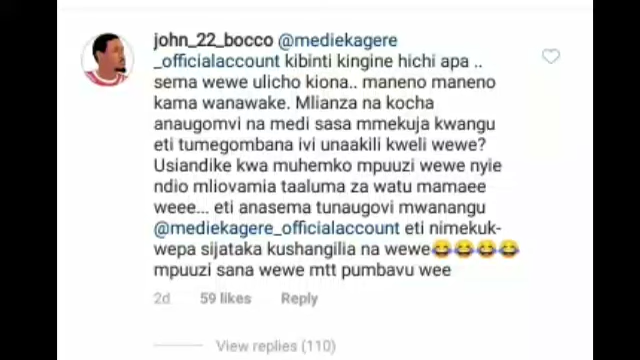 john_22_bocco @mediekagere
_officialaccount kibinti kingine hichi apa ..
sema wewe ulicho kiona.. maneno maneno
kama wanawake. Mlianza na kocha
anaugomvi na medi sasa mmekuja kwangu
eti tumegombana ivi unaakili kweli wewe?
Usiandike kwa muhemko mpuuzi wewe nyie
ndio mliovamia taaluma za watu mamaee
weee... eti anasema tunaugovi mwanangu
@mediekagere_officialaccount eti nimekuk-
wepa sijataka kushangilia na wewe😂😂😂😂
mpuuzi sana wewe mtt pumbavu wee
2d 59 likes Reply
View replies (110)